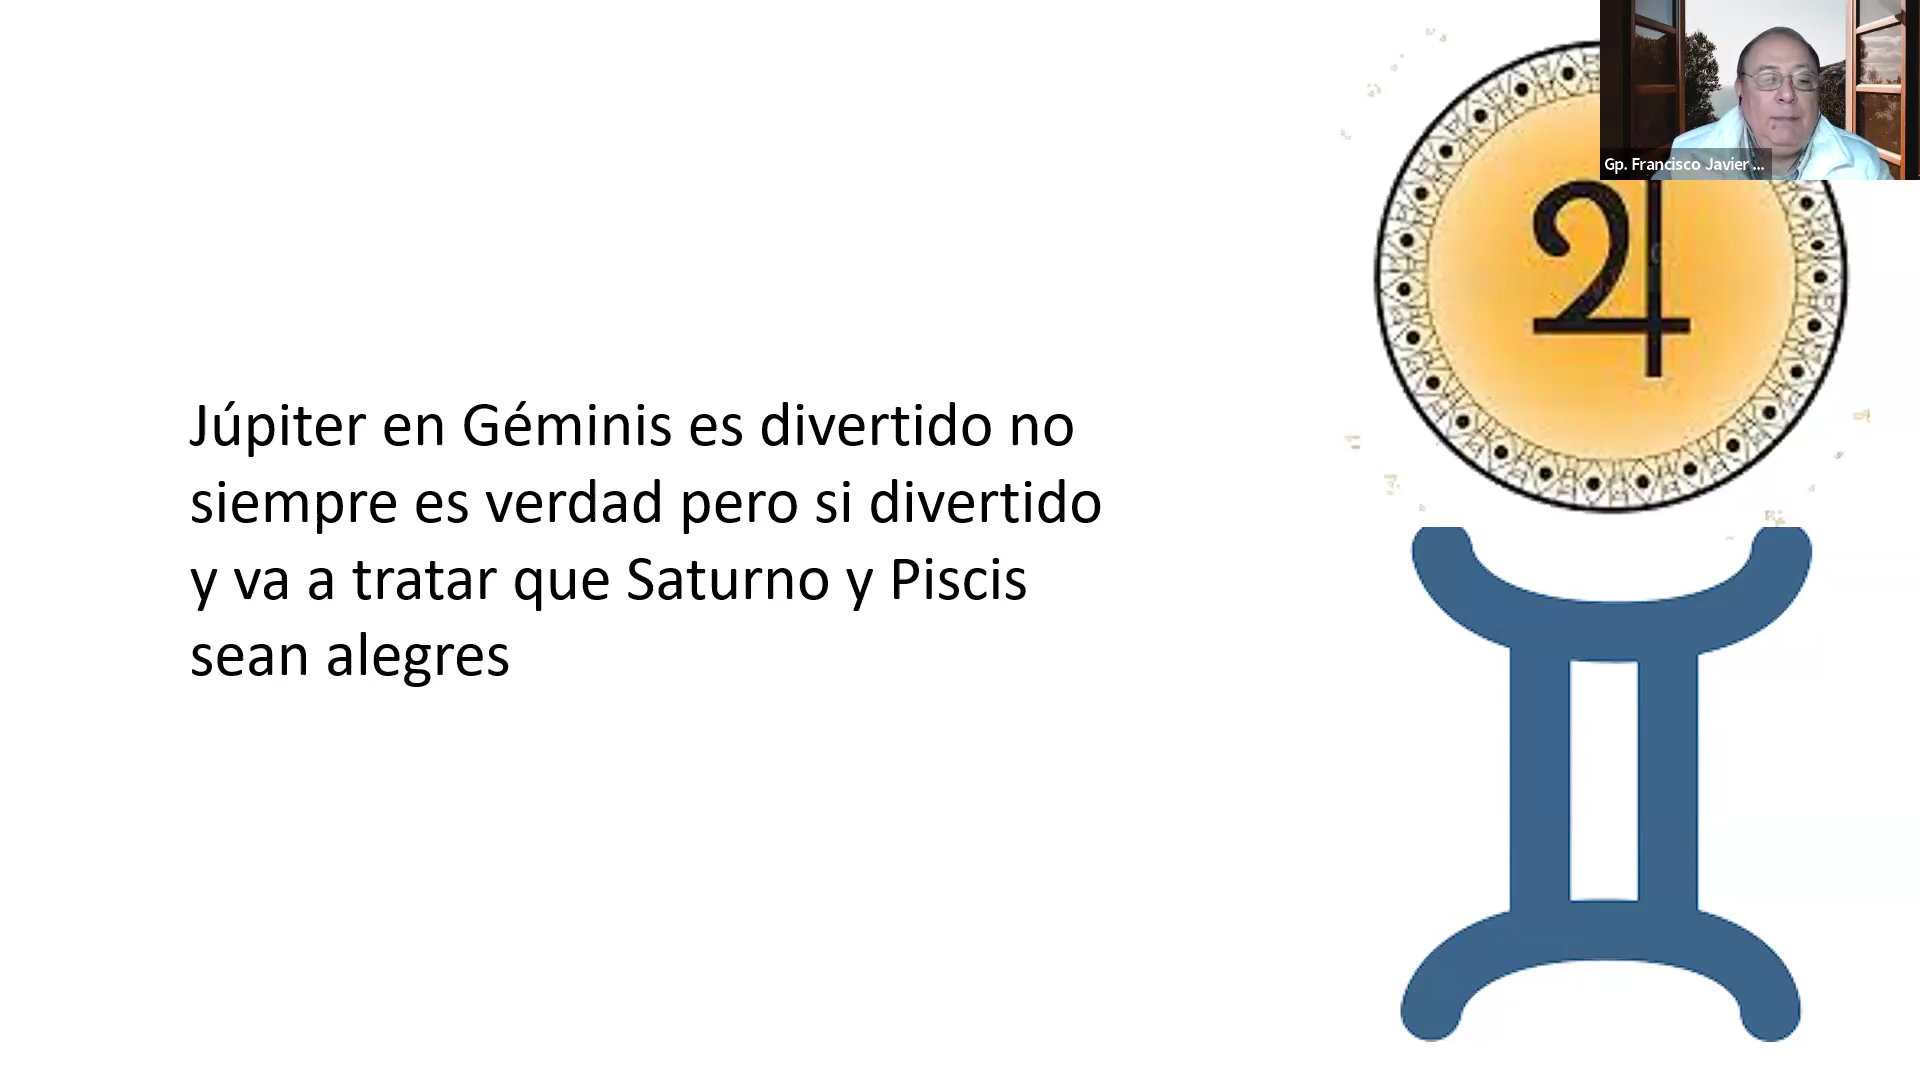 Gp. Francisco Javier ...
Júpiter en Géminis es divertido no
siempre es verdad pero si divertido
y va a tratar que Saturno y Piscis
sean alegres